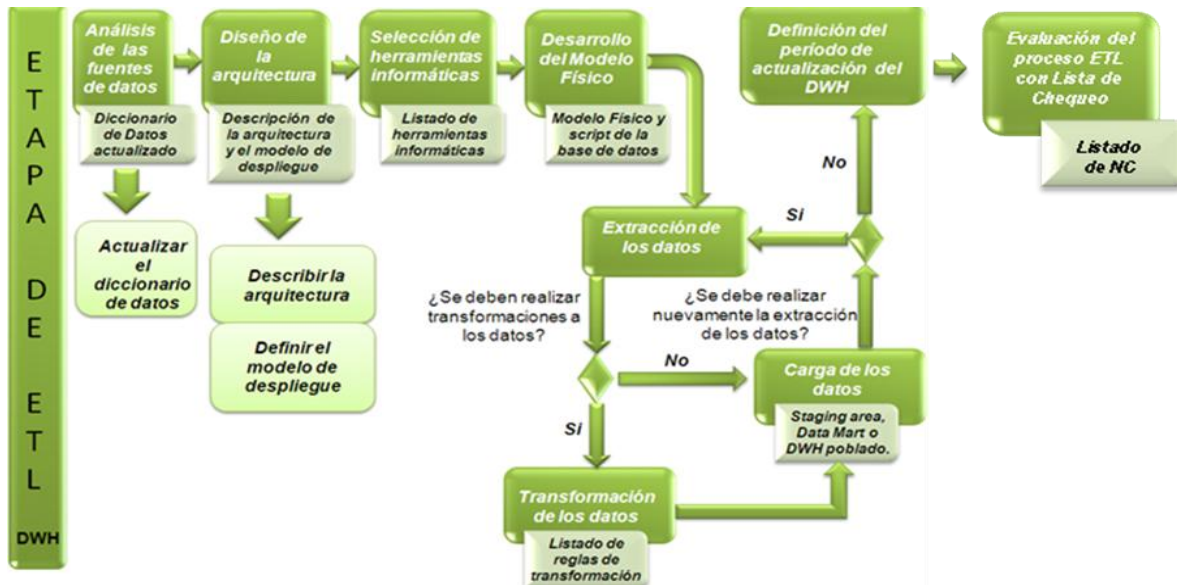 ETAPA DE ETL
DWH
Análisis
de las
fuentes
de datos
Diccionario
de Datos
actualizado
Actualizar
el
diccionario
de datos
Diseño de
la
arquitectura
Descripción de
la arquitectura
y el modelo de
despliegue
Describir la
arquitectura
Definir el
modelo de
despliegue
Selección de
herramientas
informáticas
Listado de
herramientas
informáticas
Desarrollo
del Modelo
Físico
Modelo Físico y
script de la
base de datos
Extracción de
los datos
¿Se deben realizar
transformaciones a
los datos?
No
Si
Transformación
de los datos
Listado de
reglas de
transformación
Carga de los
datos
Staging area,
Data Mart o
DWH poblado.
¿Se debe realizar
nuevamente la extracción
de los datos?
Si
No
Definición del
período de
actualización del
DWH
Evaluación del
proceso ETL
con Lista de
Chequeo
Listado
de NC